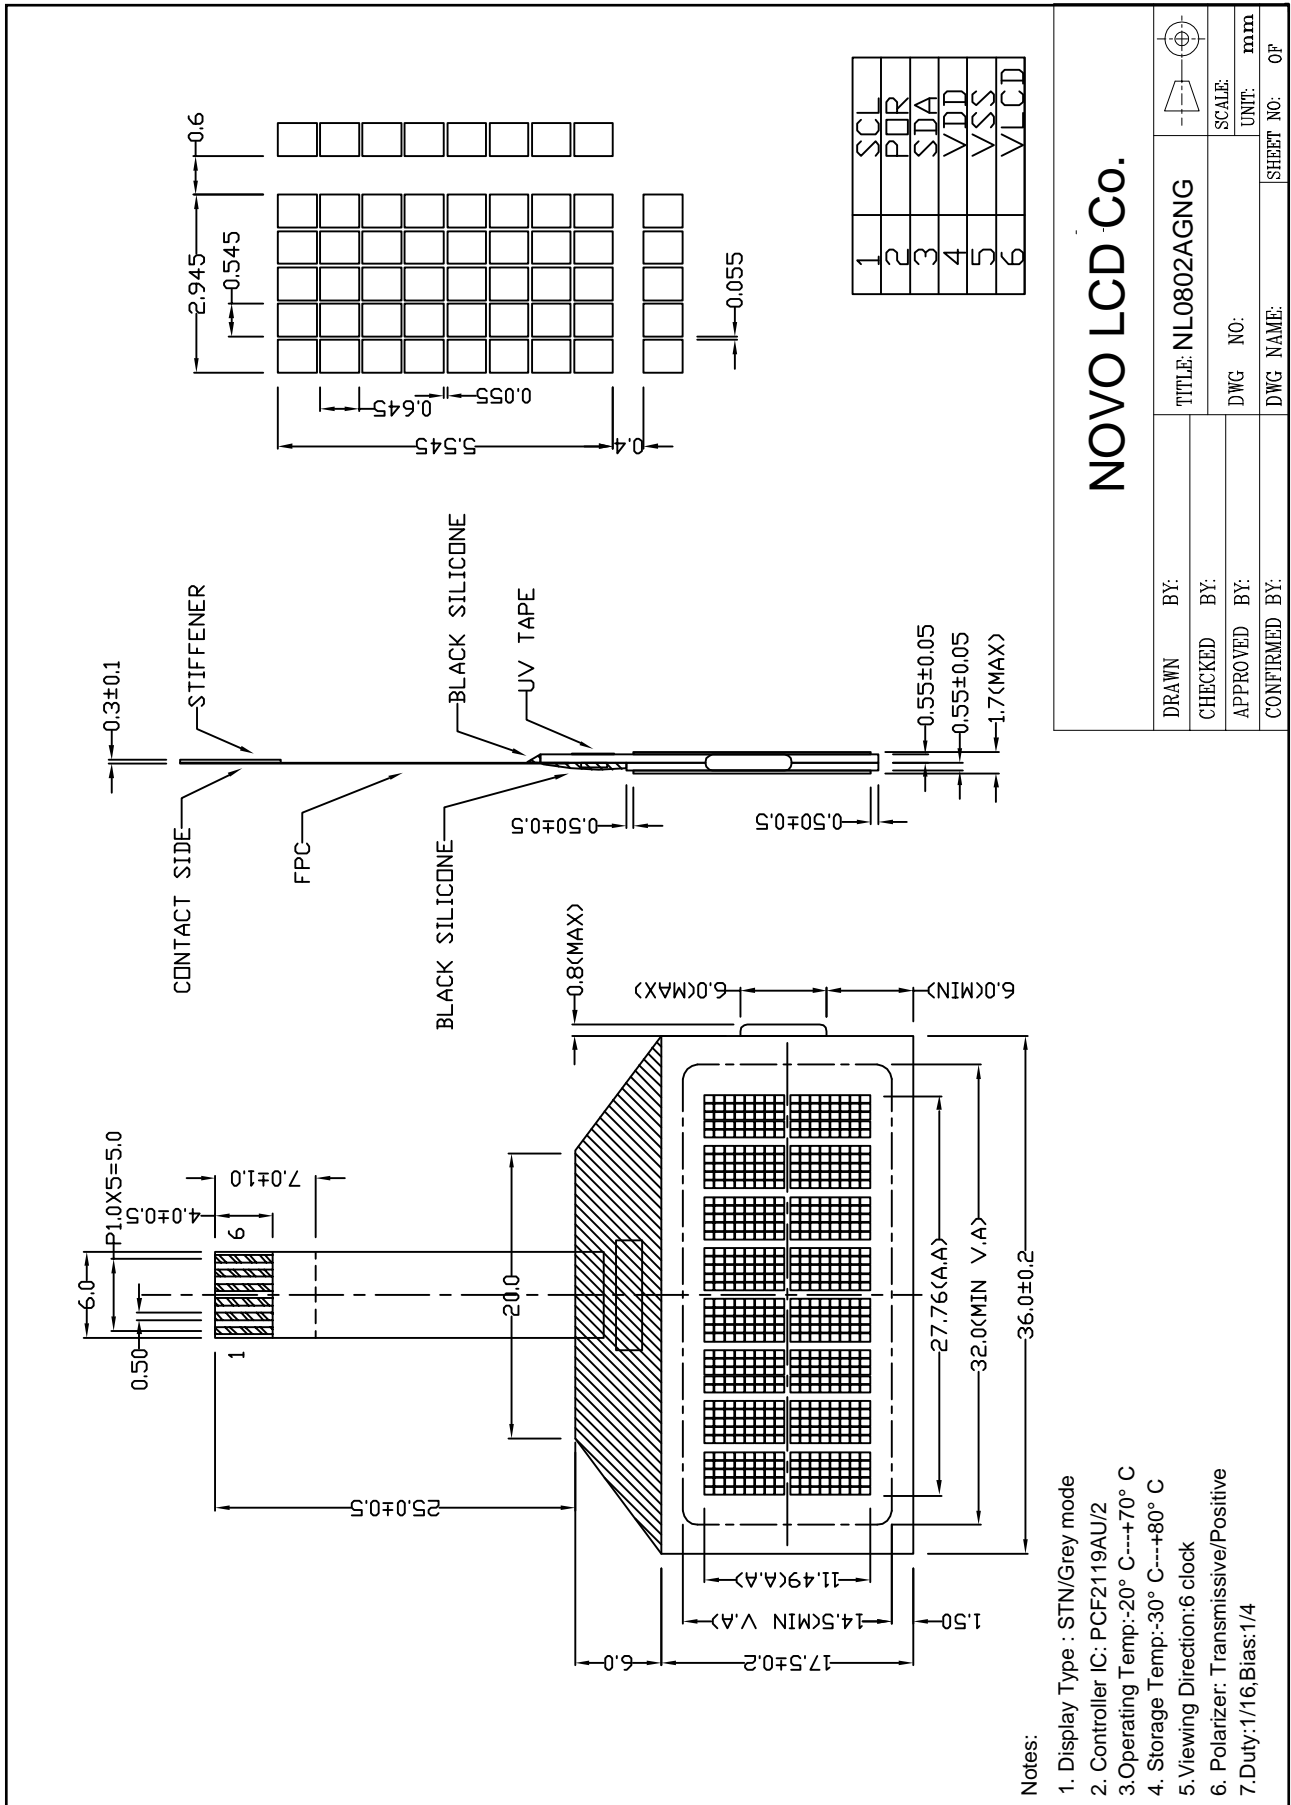 0.6
2.945
0.545
0.055
0.055
0.645
5.545
0.4
1 SCL
2 POR
3 SDA
4 VDD
5 VSS
6 VLCD
0.3±0.1
STIFFENER
CONTACT SIDE
FPC
BLACK SILICONE
UV TAPE
BLACK SILICONE
0.50±0.5
0.50±0.5
0.55±0.05
0.55±0.05
1.7(MAX)
0.8(MAX)
6.0(MAX)
6.0(MIN)
P1.0X5=5.0
6.0
0.50
4.0±0.5
7.0±1.0
1 6
25.0±0.5
20.0
27.76(A.A)
32.0(MIN V.A)
36.0±0.2
11.49(A.A)
14.5(MIN V.A)
1.50
6.0
17.5±0.2
Notes:
1. Display Type : STN/Grey mode
2. Controller IC: PCF2119AU/2
3.Operating Temp:-20° C---+70° C
4. Storage Temp:-30° C---+80° C
5.Viewing Direction:6 clock
6. Polarizer: Transmissive/Positive
7.Duty:1/16,Bias:1/4
NOVO LCD Co.
DRAWN BY:
CHECKED BY:
APPROVED BY:
CONFIRMED BY:
TITLE: NL0802AGNG
DWG NO:
DWG NAME:
SCALE:
UNIT: mm
SHEET NO: OF